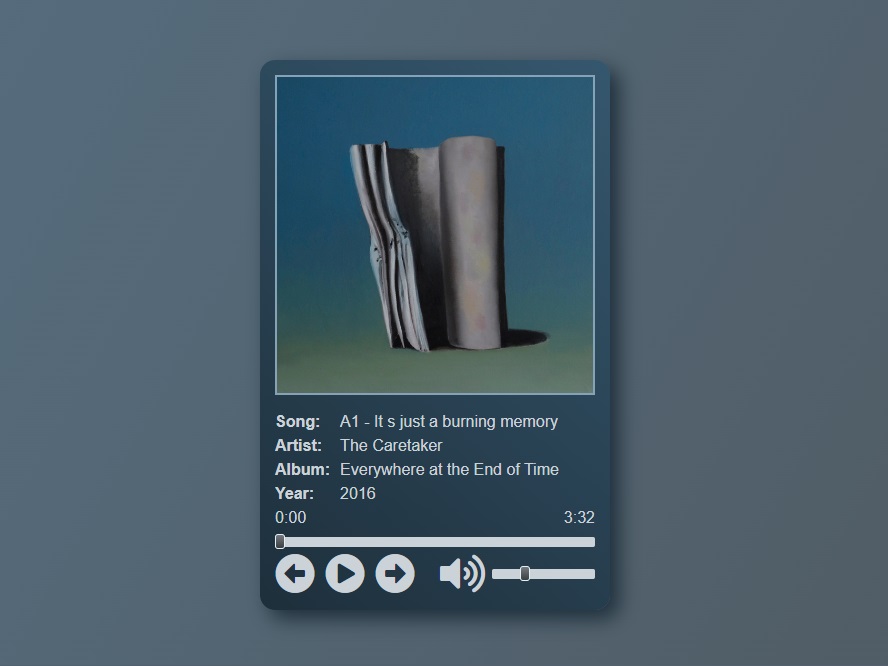 Song: A1 - It s just a burning memory
Artist: The Caretaker
Album: Everywhere at the End of Time
Year: 2016
0:00 3:32